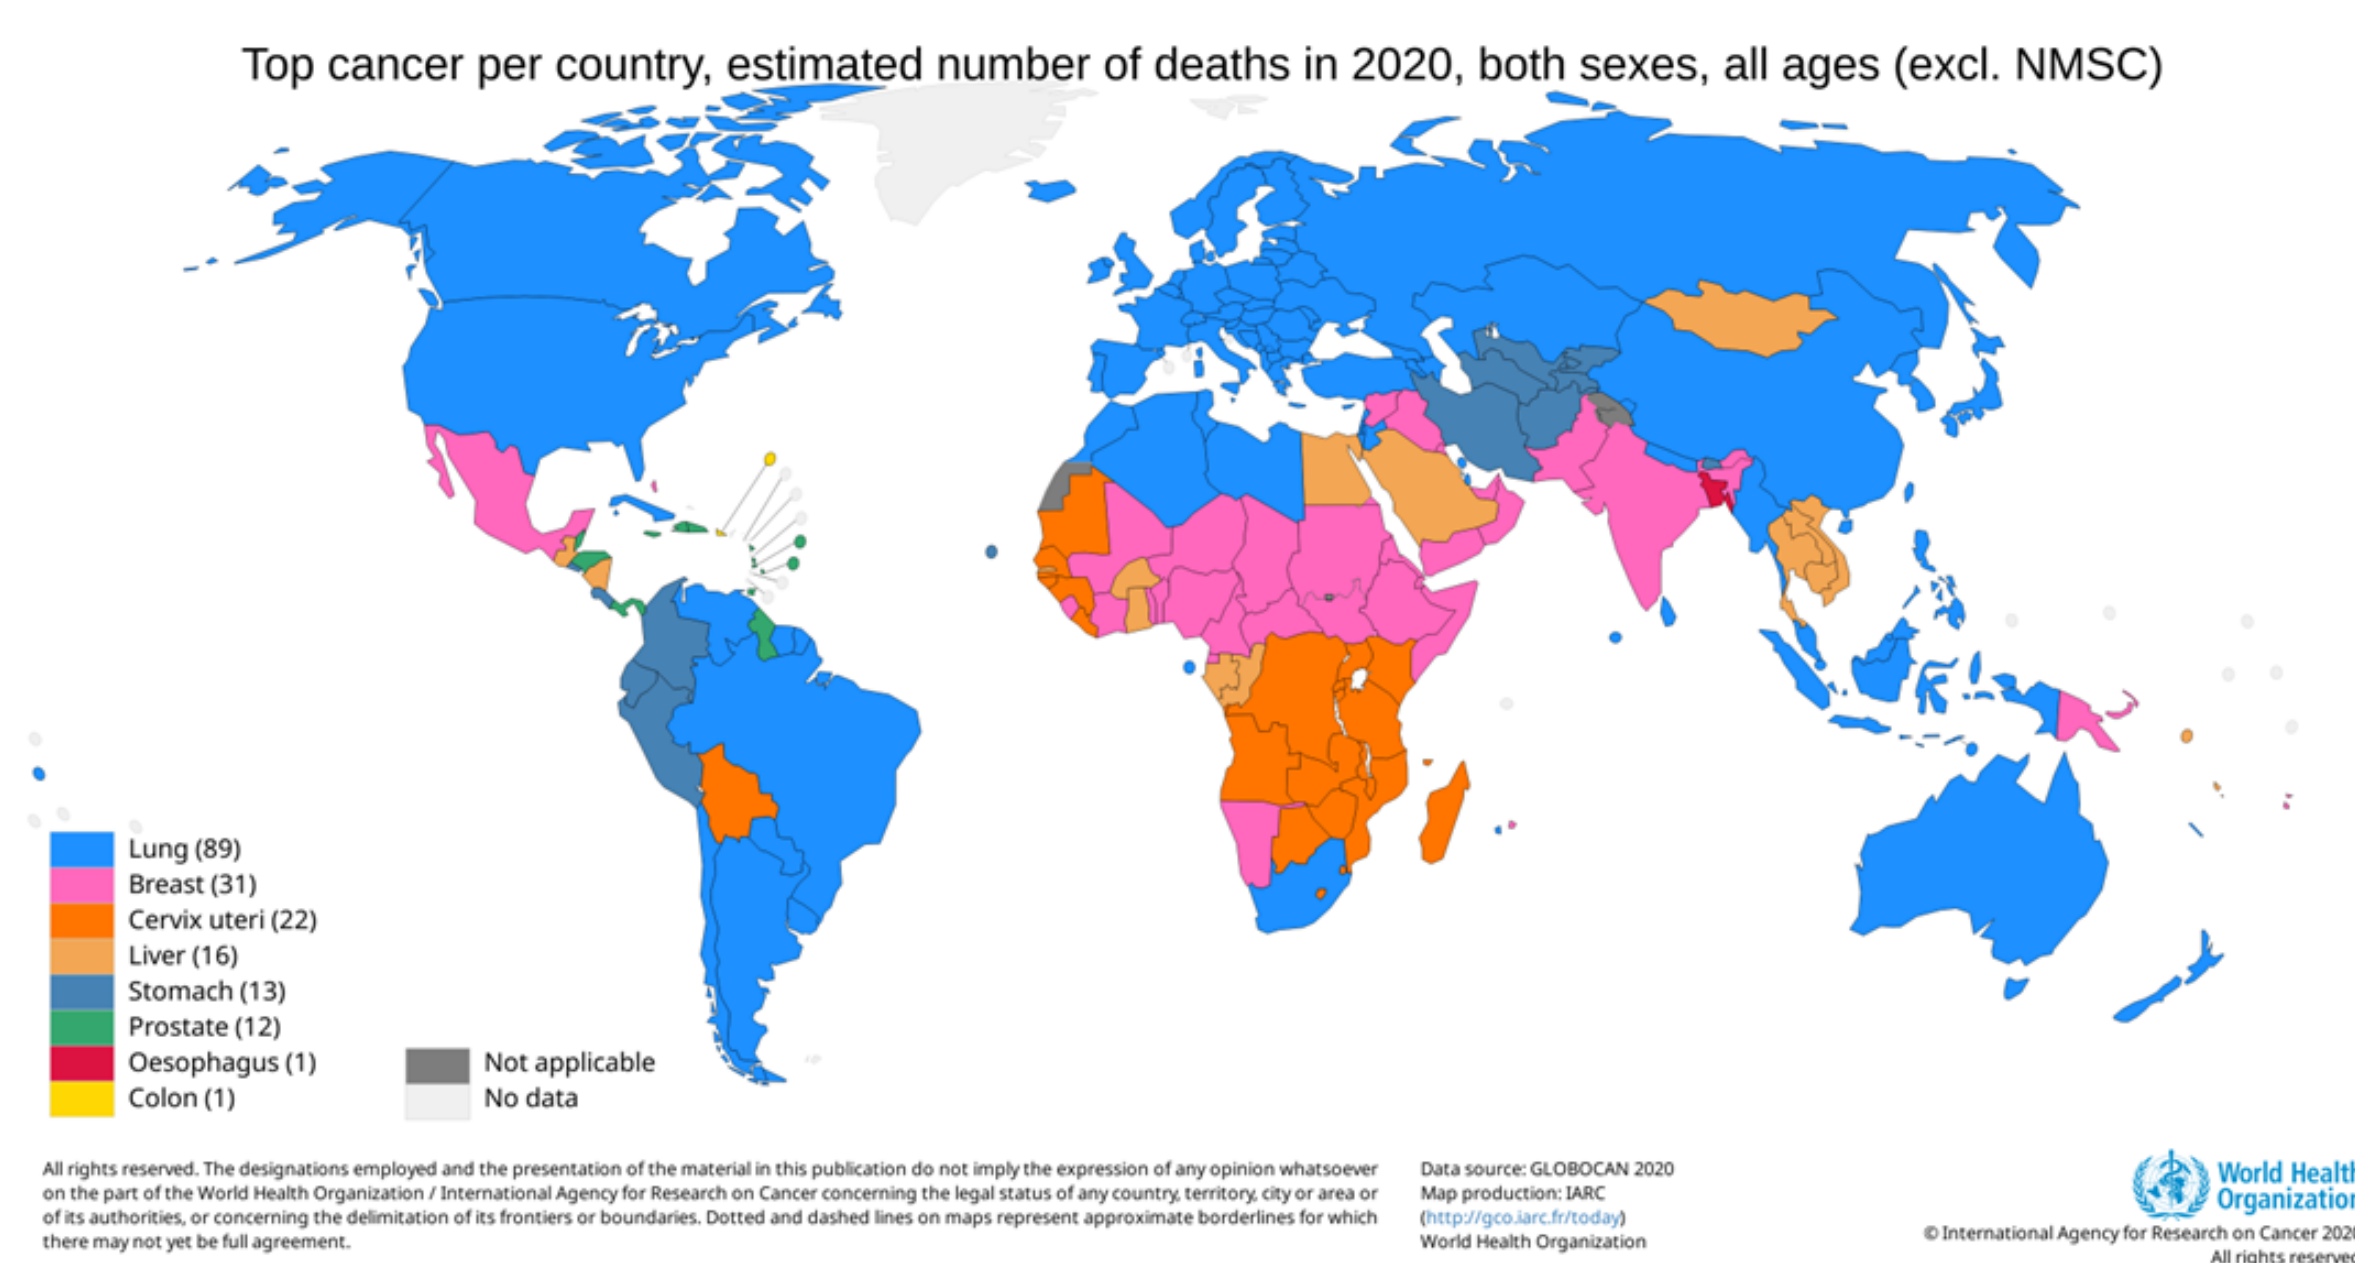 Top cancer per country, estimated number of deaths in 2020, both sexes, all ages (excl. NMSC)
Lung (89)
Breast (31)
Cervix uteri (22)
Liver (16)
Stomach (13)
Prostate (12)
Oesophagus (1)
Colon (1)
Not applicable
No data
All rights reserved. The designations employed and the presentation of the material in this publication do not imply the expression of any opinion whatsoever
on the part of the World Health Organization / International Agency for Research on Cancer concerning the legal status of any country, territory, city or area or
of its authorities, or concerning the delimitation of its frontiers or boundaries. Dotted and dashed lines on maps represent approximate borderlines for which
there may not yet be full agreement.
Data source: GLOBOCAN 2020
Map production: IARC
(http://gco.iarc.fr/today)
World Health Organization
World Health
Organization
© International Agency for Research on Cancer 2020
All rights reserved